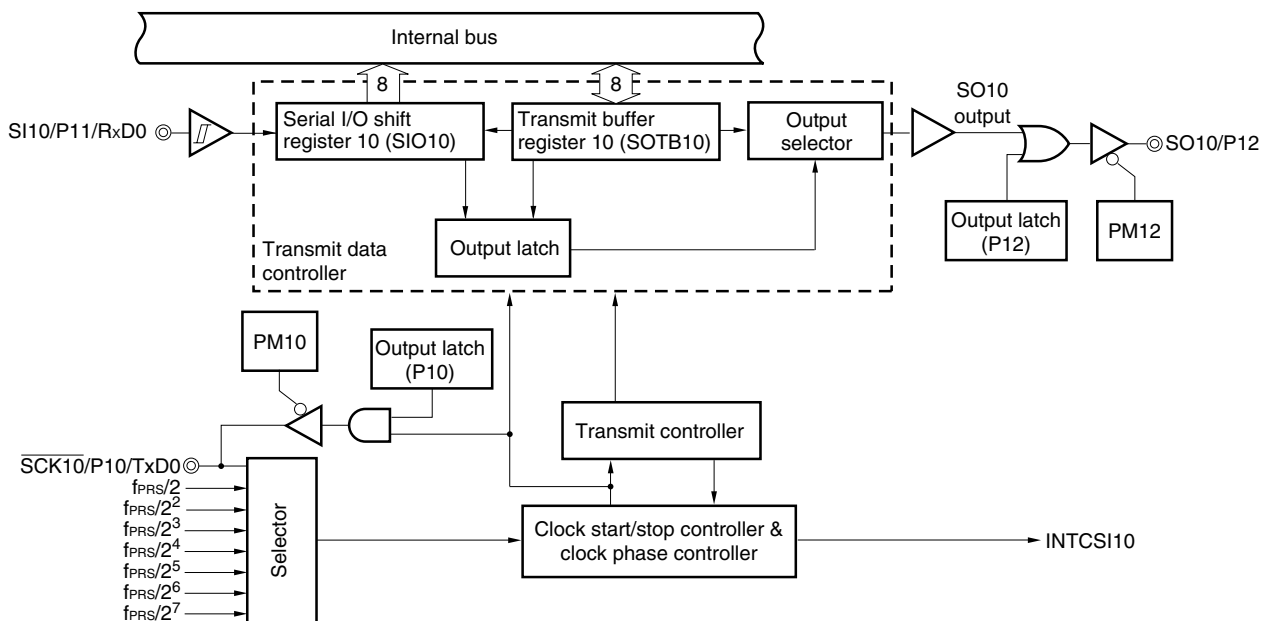 Internal bus
8
8
SI10/P11/RxD0
Serial I/O shift
register 10 (SIO10)
Transmit buffer
register 10 (SOTB10)
Output
selector
SO10
output
SO10/P12
Output latch
Output latch
(P12)
PM12
Transmit data
controller
PM10
Output latch
(P10)
Transmit controller
SCK10/P10/TxD0
fPRS/2
fPRS/2²
fPRS/2³
fPRS/2⁴
fPRS/2⁵
fPRS/2⁶
fPRS/2⁷
Selector
Clock start/stop controller &
clock phase controller
INTCSI10